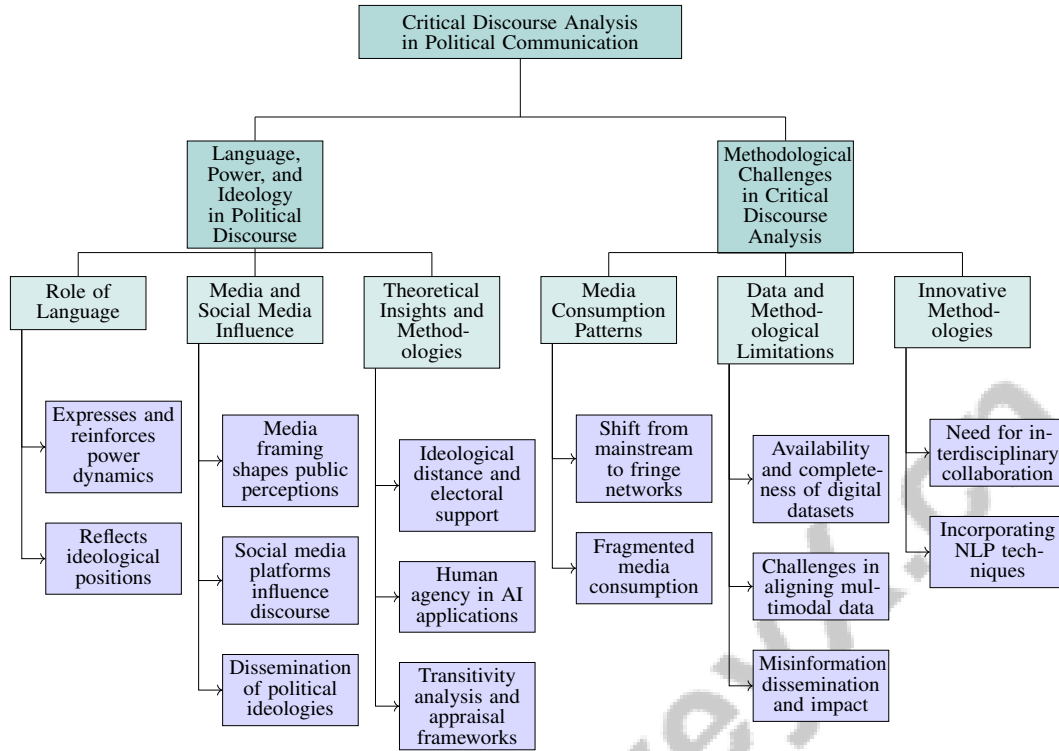 Critical Discourse Analysis
in Political Communication
Language,
Power, and
Ideology
in Political
Discourse
Methodological
Challenges
in Critical
Discourse
Analysis
Role of
Language
Media and
Social Media
Influence
Theoretical
Insights and
Method-
ologies
Media
Consumption
Patterns
Data and
Method-
ological
Limitations
Innovative
Method-
ologies
Expresses and
reinforces
power
dynamics
Reflects
ideological
positions
Media
framing
shapes public
perceptions
Social media
platforms
influence
discourse
Dissemination
of political
ideologies
Ideological
distance and
electoral
support
Human
agency in AI
applications
Transitivity
analysis and
appraisal
frameworks
Shift from
mainstream
to fringe
networks
Fragmented
media
consumption
Availability
and complete-
ness of digital
datasets
Challenges in
aligning mul-
timodal data
Misinformation
dissemination
and impact
Need for in-
terdisciplinary
collaboration
Incorporating
NLP tech-
niques